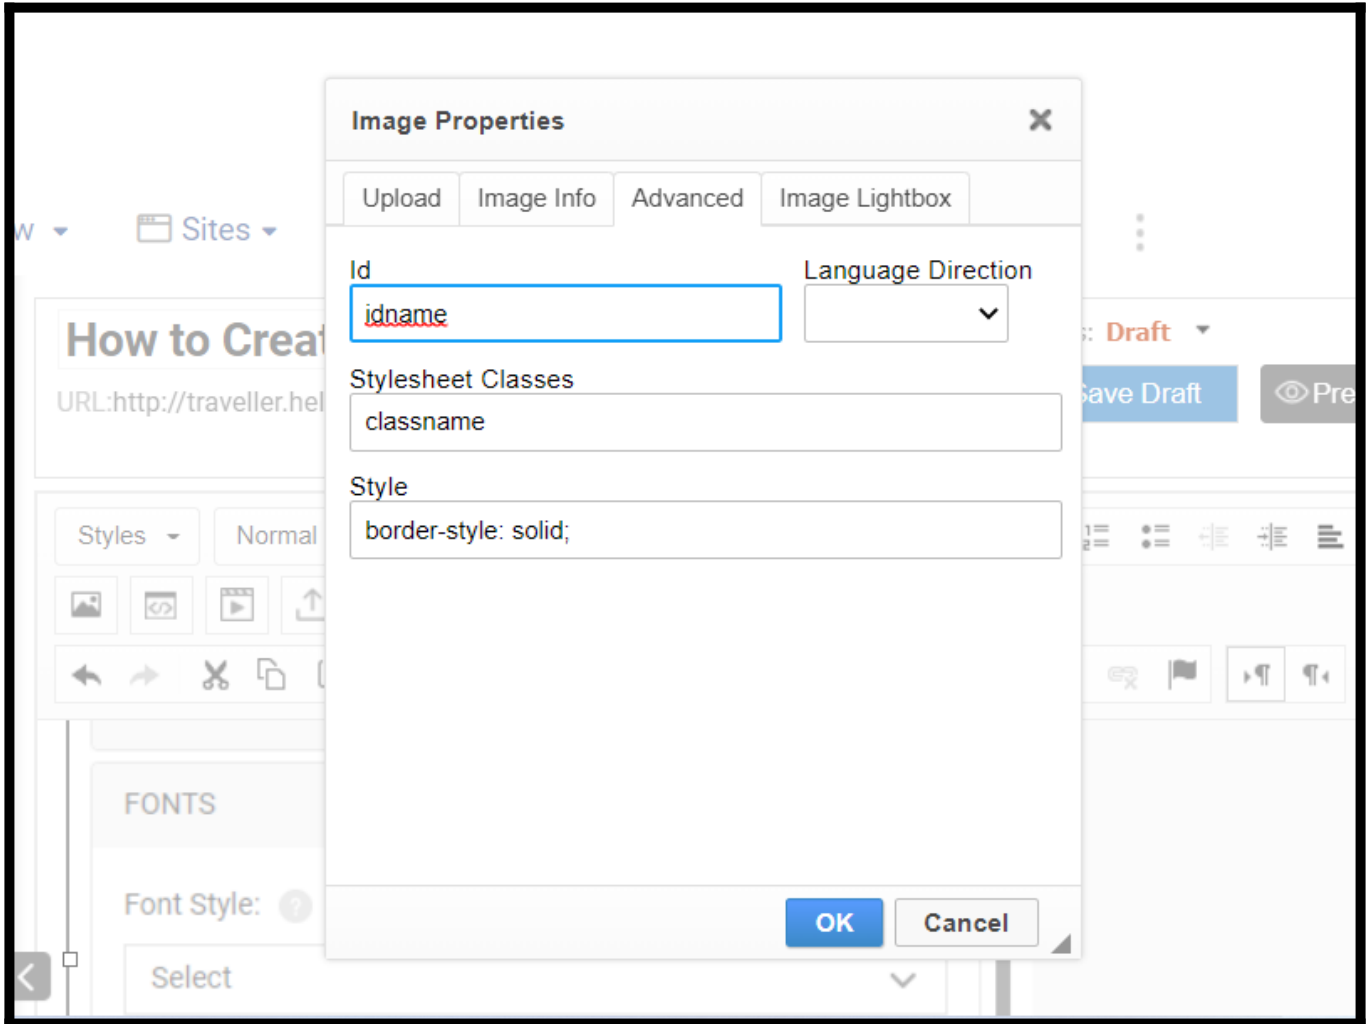 Image Properties
Upload Image Info Advanced Image Lightbox
w Sites
Id Language Direction
idname
How to Creat
: Draft
URL:http://traveller.hel
Save Draft Pre
Stylesheet Classes
classname
Style
border-style: solid;
Styles Normal
FONTS
Font Style: ?
OK Cancel
Select